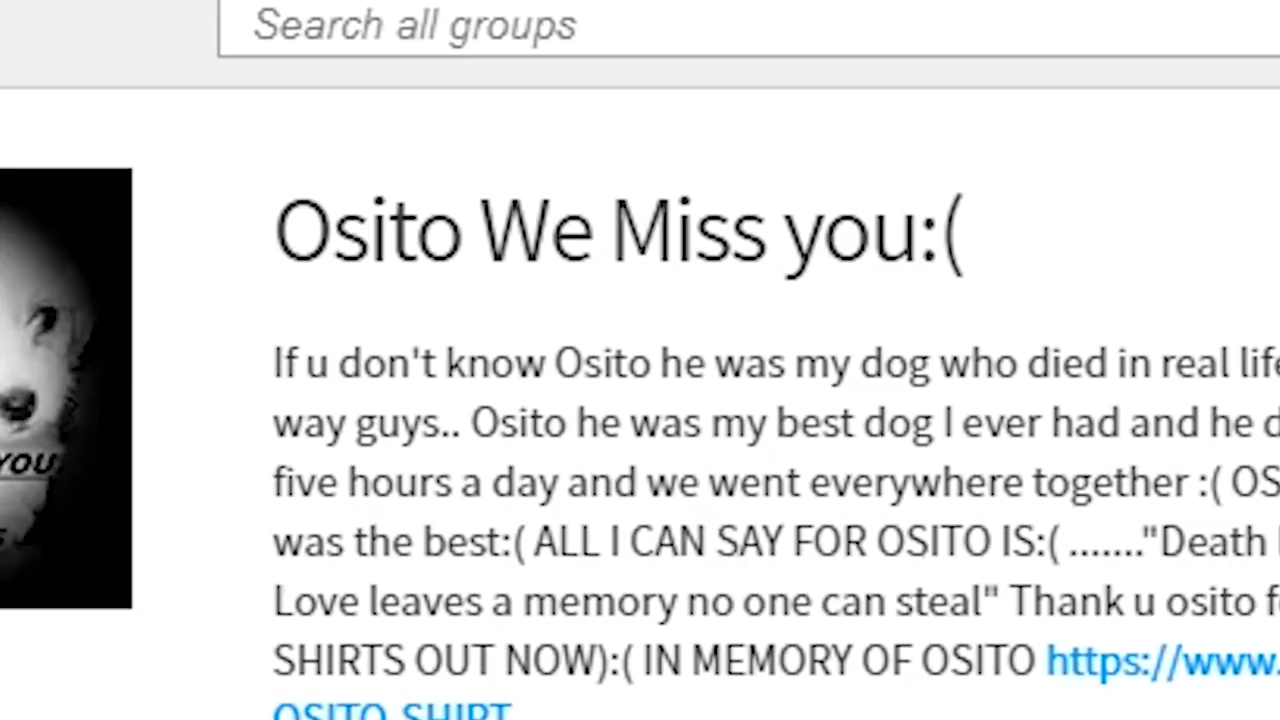 Search all groups
Osito We Miss you:(
If u don't know Osito he was my dog who died in real life
way guys.. Osito he was my best dog I ever had and he
five hours a day and we went everywhere together :( OS
was the best:( ALL I CAN SAY FOR OSITO IS:( ......."Death
YOU
Love leaves a memory no one can steal" Thank u osito
SHIRTS OUT NOW):( IN MEMORY OF OSITO https://www.
OSITO-SHIRT